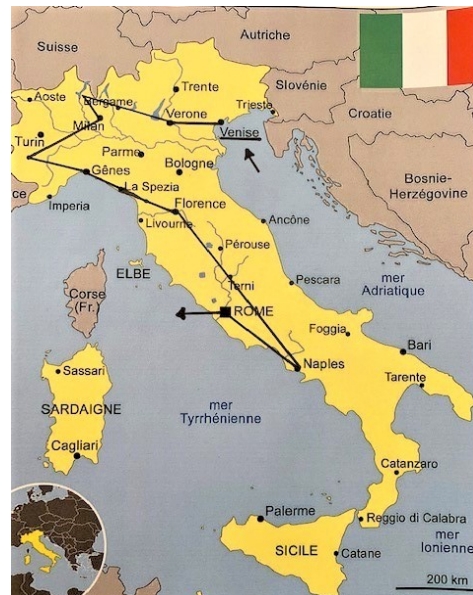 Suisse
Autriche
Slovénie
Croatie
Bosnie-
Herzégovine
Aoste
Bergame
Trente
Trieste
Milan
Vérone
Venise
Turin
Parme
Bologne
Gênes
La Spezia
ce
Imperia
Livourne
Florence
Ancône
Pérouse
ELBE
Terni
Pescara
mer
Adriatique
Corse
(Fr.)
ROME
Foggia
Bari
Naples
Tarente
Sassari
SARDAIGNE
mer
Tyrrhénienne
Cagliari
Catanzaro
Palerme
Reggio di Calabra
mer
Ionienne
SICILE
Catane
200 km